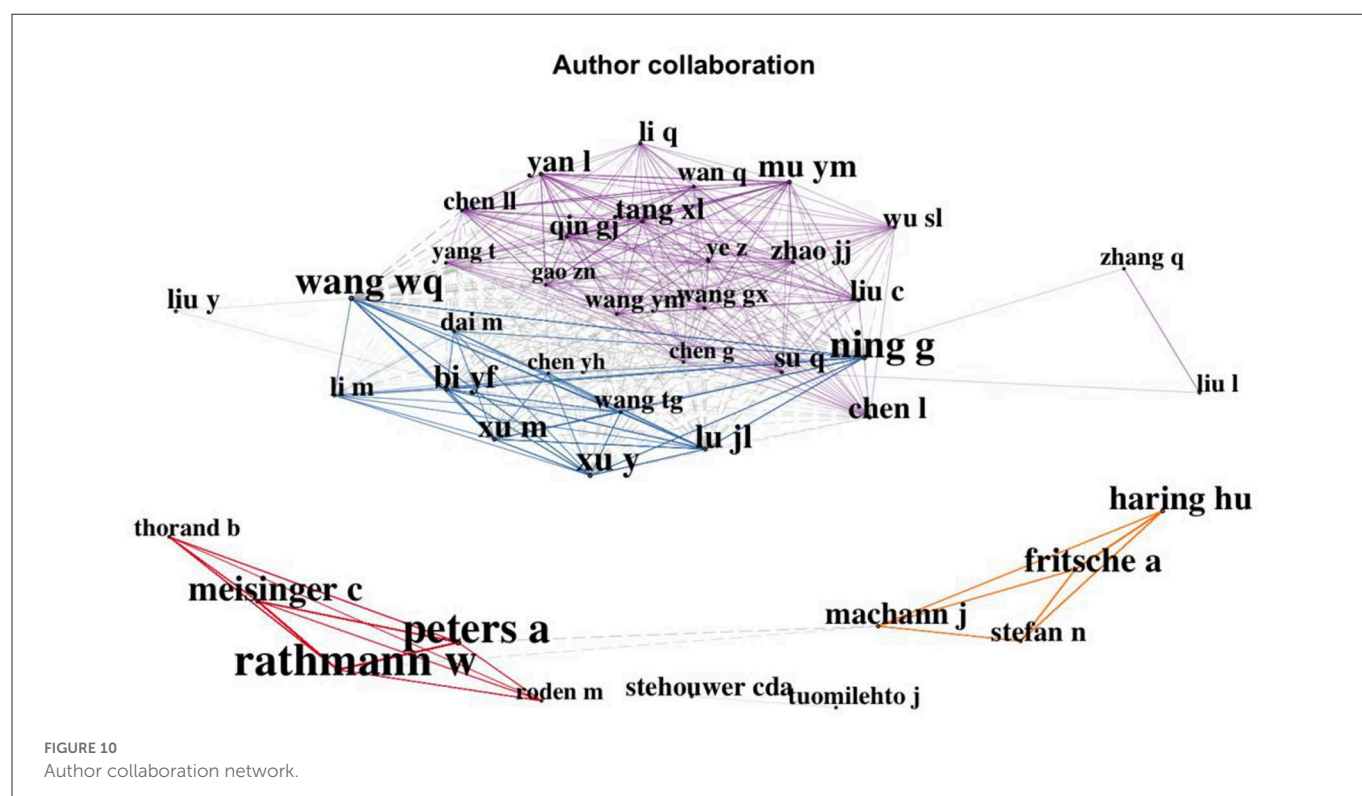 Author collaboration
li q
yan l
wan q
mu ym
chen ll
tang xl
qin gj
wu sl
yang t
ye z
zhao jj
zhang q
gao zn
wang wq
liu y
wang ym
wang gx
liu c
dai m
ning g
chen g
su q
chen yh
li m
bi yf
liu l
wang tg
chen l
xu m
lu jl
xu y
haring hu
thorand b
fritsche a
meisinger c
machann j
peters a
stefan n
rathmann w
roden m
stehouwer cda
tuomilehto j
FIGURE 10
Author collaboration network.